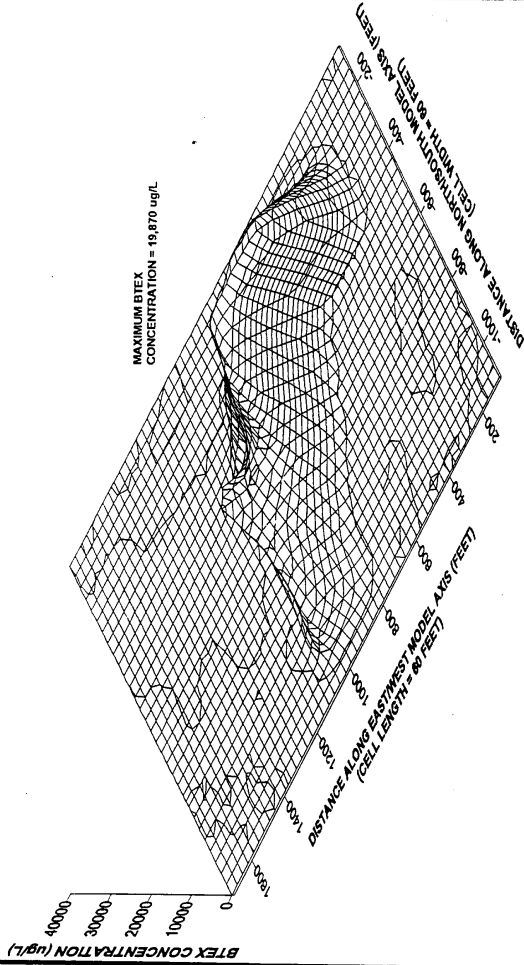 MAXIMUM BTEX
CONCENTRATION = 19,870 ug/L
BTEX CONCENTRATION (ug/L)
40000
30000
20000
10000
0
DISTANCE ALONG EAST/WEST MODEL AXIS (FEET)
(CELL LENGTH = 60 FEET)
1600
1400
1200
1000
800
600
400
200
DISTANCE ALONG NORTH/SOUTH MODEL AXIS (FEET)
(CELL WIDTH = 60 FEET)
-1000
-800
-600
-400
-200